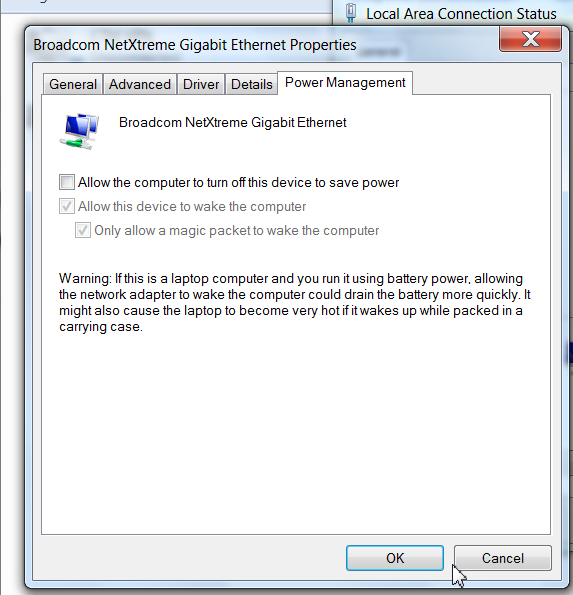 Local Area Connection Status
Broadcom NetXtreme Gigabit Ethernet Properties
General
Advanced
Driver
Details
Power Management
Broadcom NetXtreme Gigabit Ethernet
Allow the computer to turn off this device to save power
Allow this device to wake the computer
Only allow a magic packet to wake the computer
Warning: If this is a laptop computer and you run it using battery power, allowing
the network adapter to wake the computer could drain the battery more quickly. It
might also cause the laptop to become very hot if it wakes up while packed in a
carrying case.
OK
Cancel